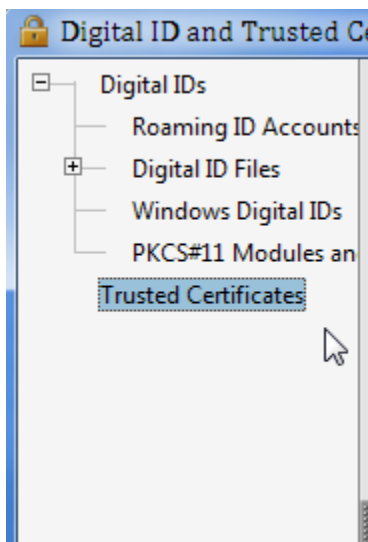 Digital ID and Trusted
Digital IDs
Roaming ID Accounts
Digital ID Files
Windows Digital IDs
PKCS#11 Modules an
Trusted Certificates